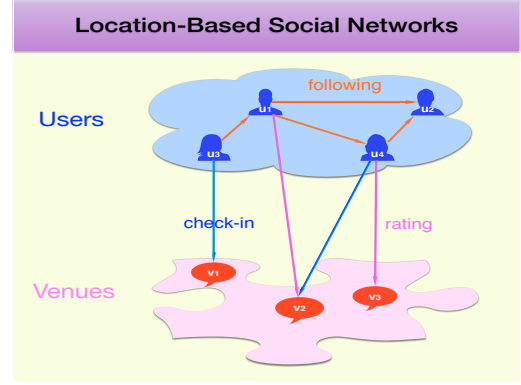 Location-Based Social Networks
following
u1
u2
Users
u3
u4
check-in
rating
v1
Venues
v2
v3